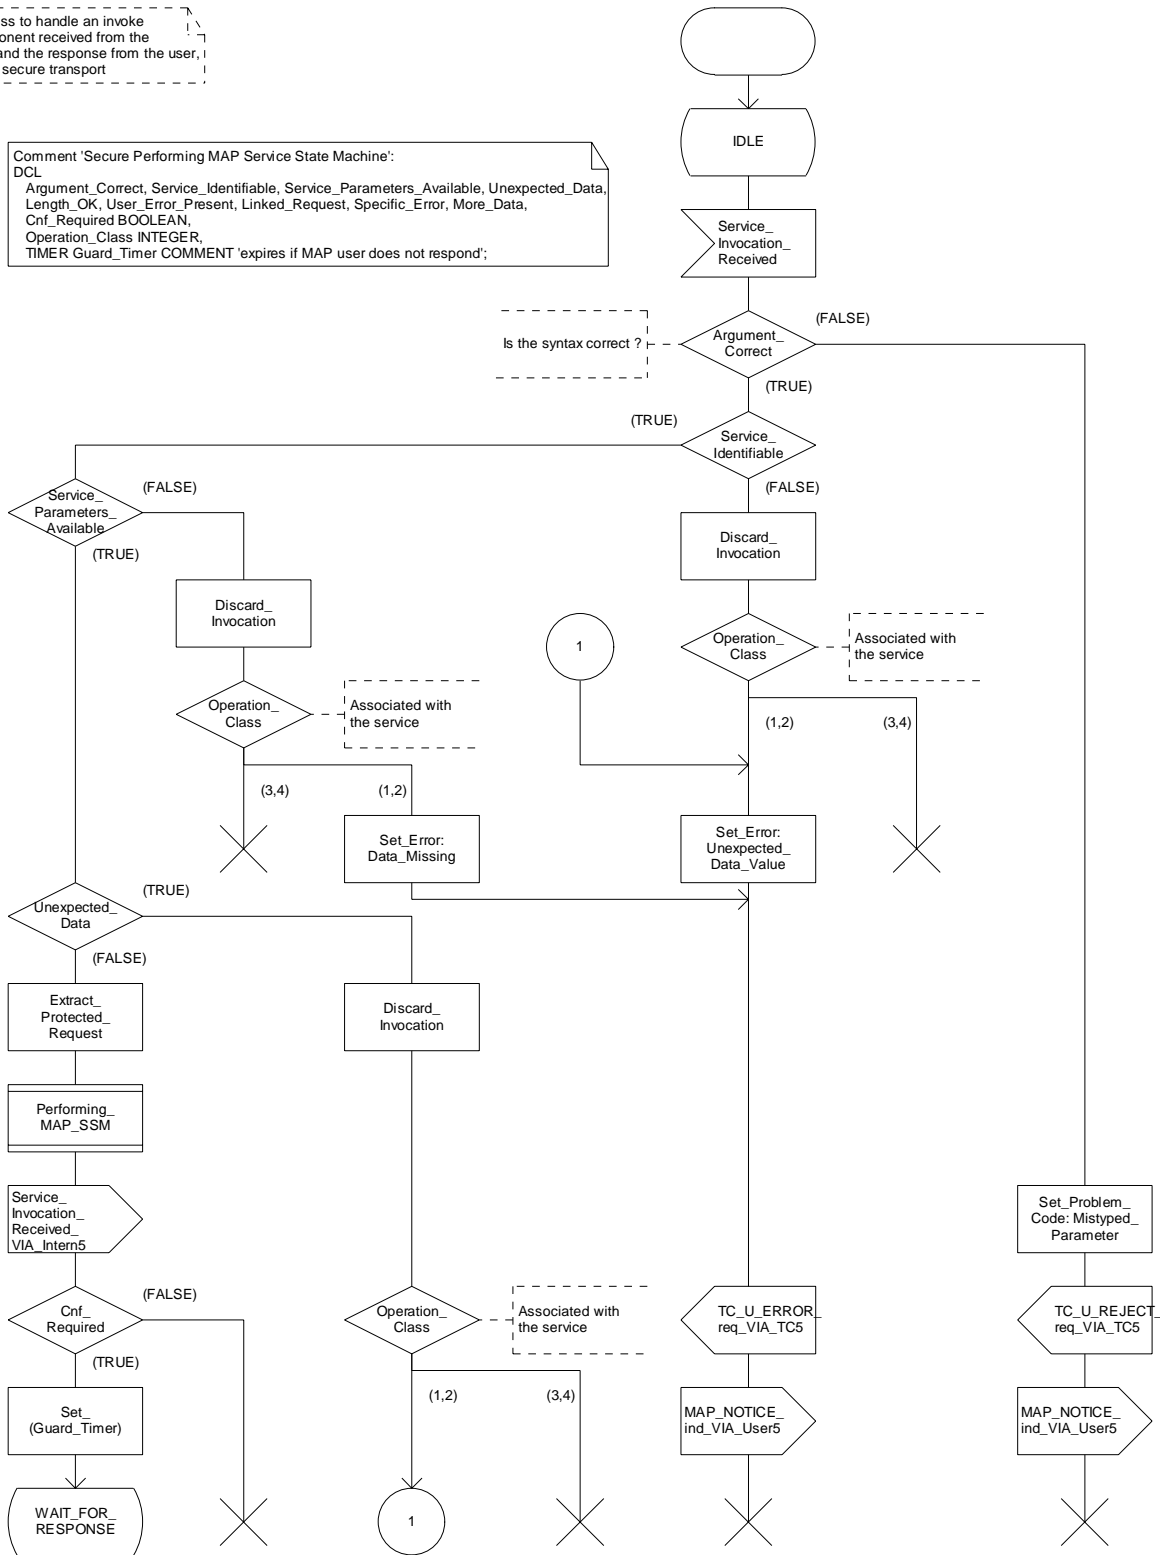 ss to handle an invoke
onent received from the
and the response from the user,
secure transport
IDLE
Comment 'Secure Performing MAP Service State Machine':
DCL
Argument_Correct, Service_Identifiable, Service_Parameters_Available, Unexpected_Data,
Length_OK, User_Error_Present, Linked_Request, Specific_Error, More_Data,
Cnf_Required BOOLEAN,
Operation_Class INTEGER,
TIMER Guard_Timer COMMENT 'expires if MAP user does not respond';
Service_
Invocation_
Received
(FALSE)
Is the syntax correct ?
Argument_
Correct
(TRUE)
(TRUE)
Service_
Identifiable
(FALSE)
(FALSE)
Service_
Parameters_
Available
(TRUE)
Discard_
Invocation
Discard_
Invocation
1
Operation_
Class
Associated with
the service
Operation_
Class
Associated with
the service
(1,2)
(3,4)
(3,4)
(1,2)
Set_Error:
Data_Missing
Set_Error:
Unexpected_
Data_Value
(TRUE)
Unexpected_
Data
(FALSE)
Extract_
Protected_
Request
Discard_
Invocation
Performing_
MAP_SSM
Service_
Invocation_
Received_
VIA_Intern5
Set_Problem_
Code: Mistyped_
Parameter
(FALSE)
Cnf_
Required
(TRUE)
Operation_
Class
Associated with
the service
TC_U_ERROR_
req_VIA_TC5
TC_U_REJECT_
req_VIA_TC5
(1,2)
(3,4)
Set_
(Guard_Timer)
MAP_NOTICE_
ind_VIA_User5
MAP_NOTICE_
ind_VIA_User5
WAIT_FOR_
RESPONSE
1